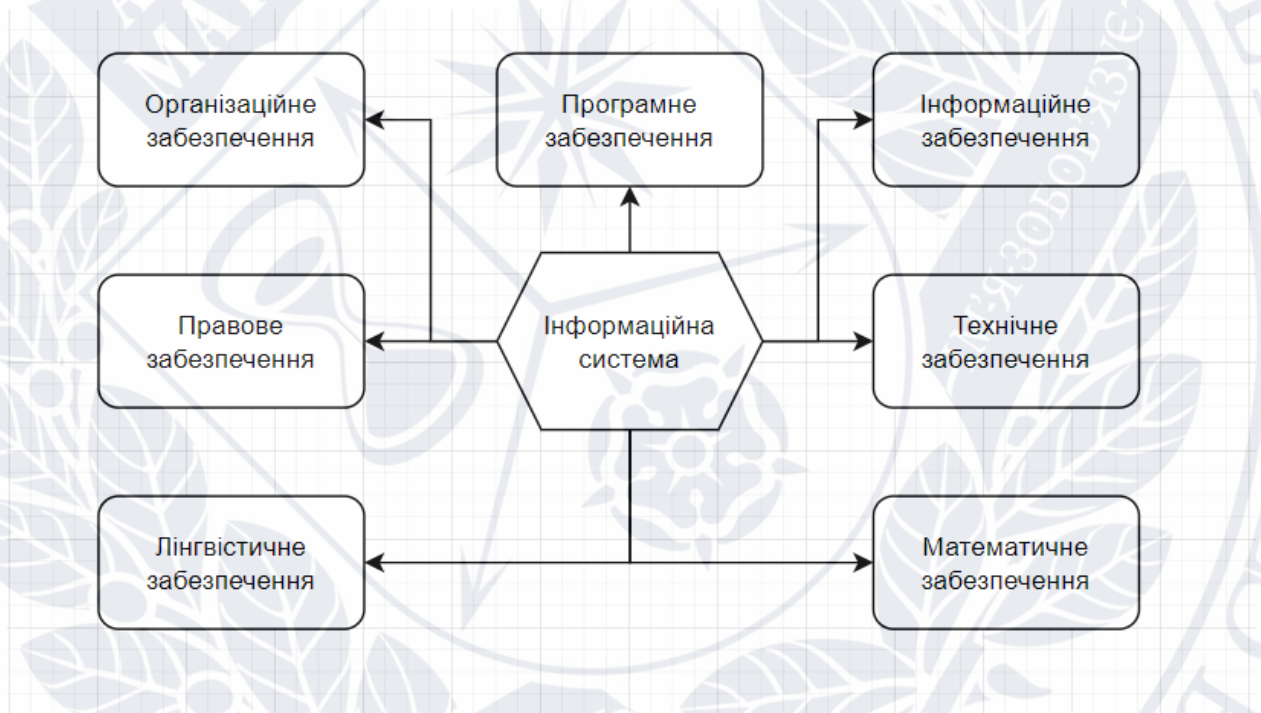 Організаційне
забезпечення
Програмне
забезпечення
Інформаційне
забезпечення
Правове
забезпечення
Інформаційна
система
Технічне
забезпечення
Лінгвістичне
забезпечення
Математичне
забезпечення